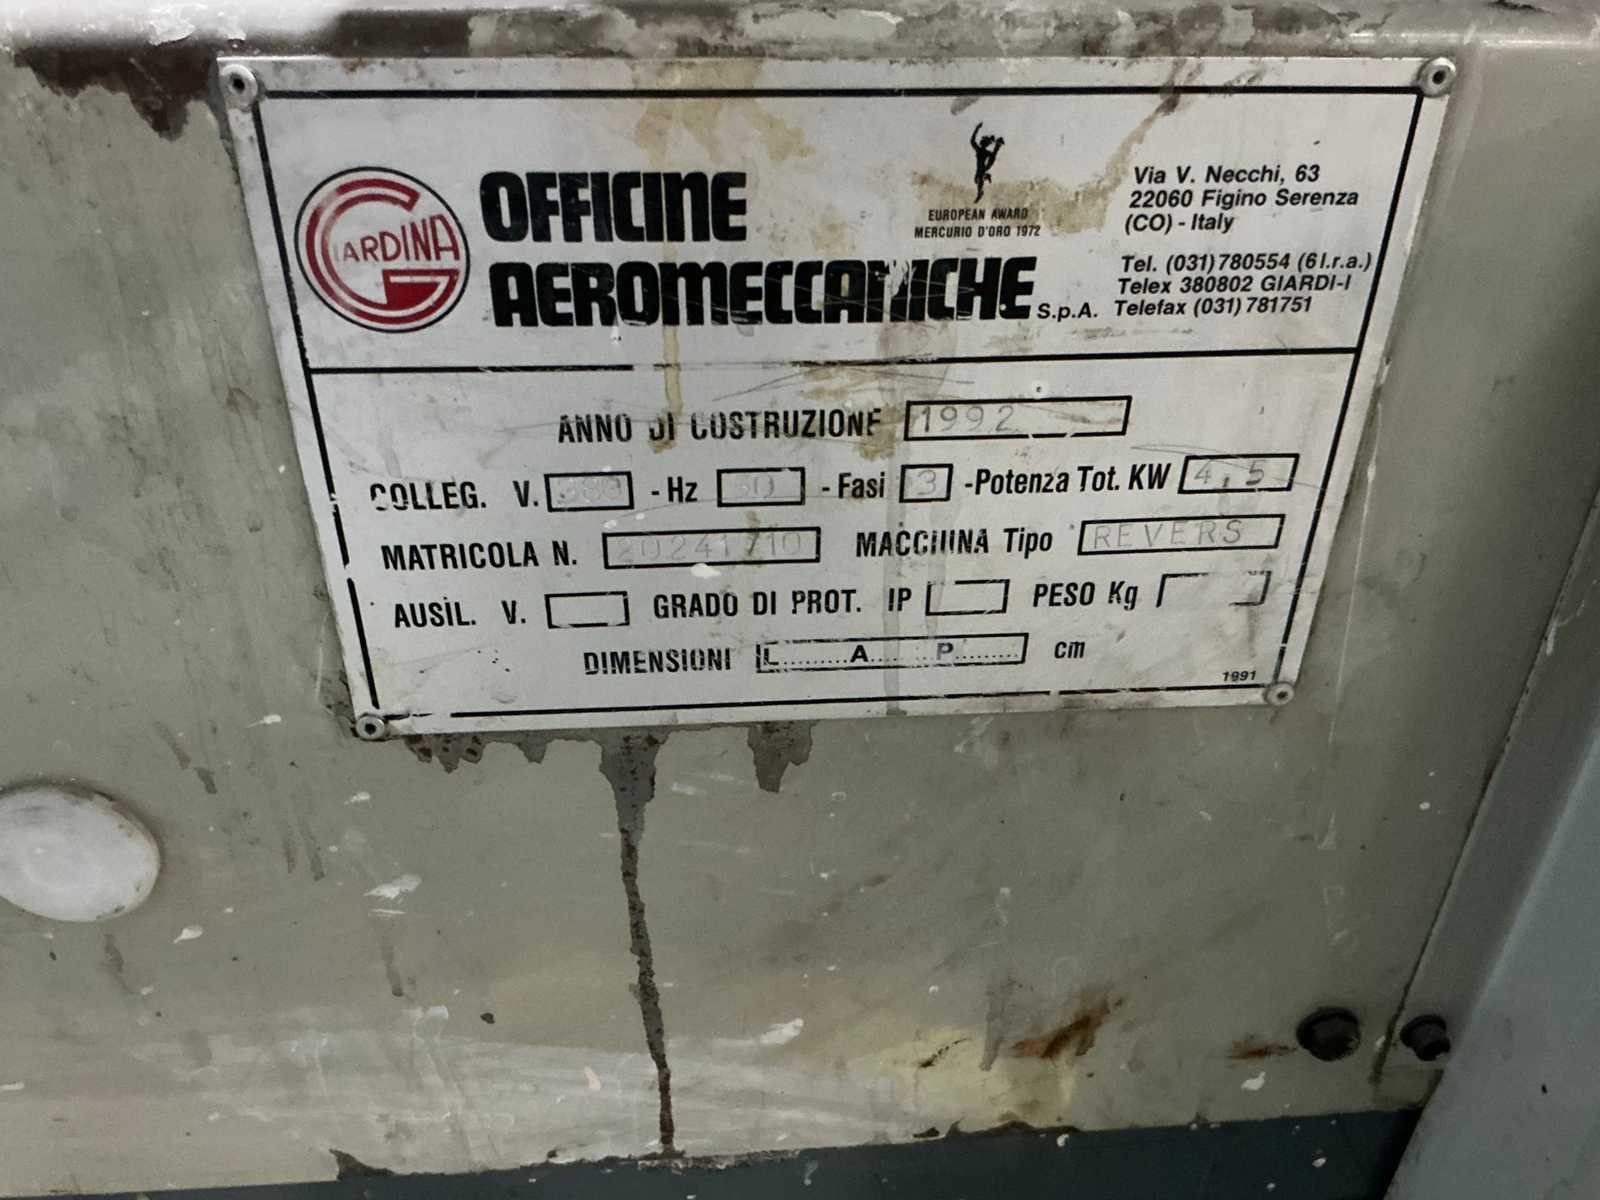 GIARDINA
OFFICINE
AEROMECCANICHE S.p.A.
EUROPEAN AWARD
MERCURIO D'ORO 1972
Via V. Necchi, 63
22060 Figino Serenza
(CO) - Italy
Tel. (031) 780554 (6 l.r.a.)
Telex 380802 GIARDI-I
Telefax (031) 781751
ANNO DI COSTRUZIONE 1992
COLLEG. V. 380 - Hz 50 - Fasi 3 - Potenza Tot. KW 4,5
MATRICOLA N. MACCHINA Tipo REVERS
AUSIL. V. GRADO DI PROT. IP PESO Kg
DIMENSIONI L.........A.........P......... cm
1991